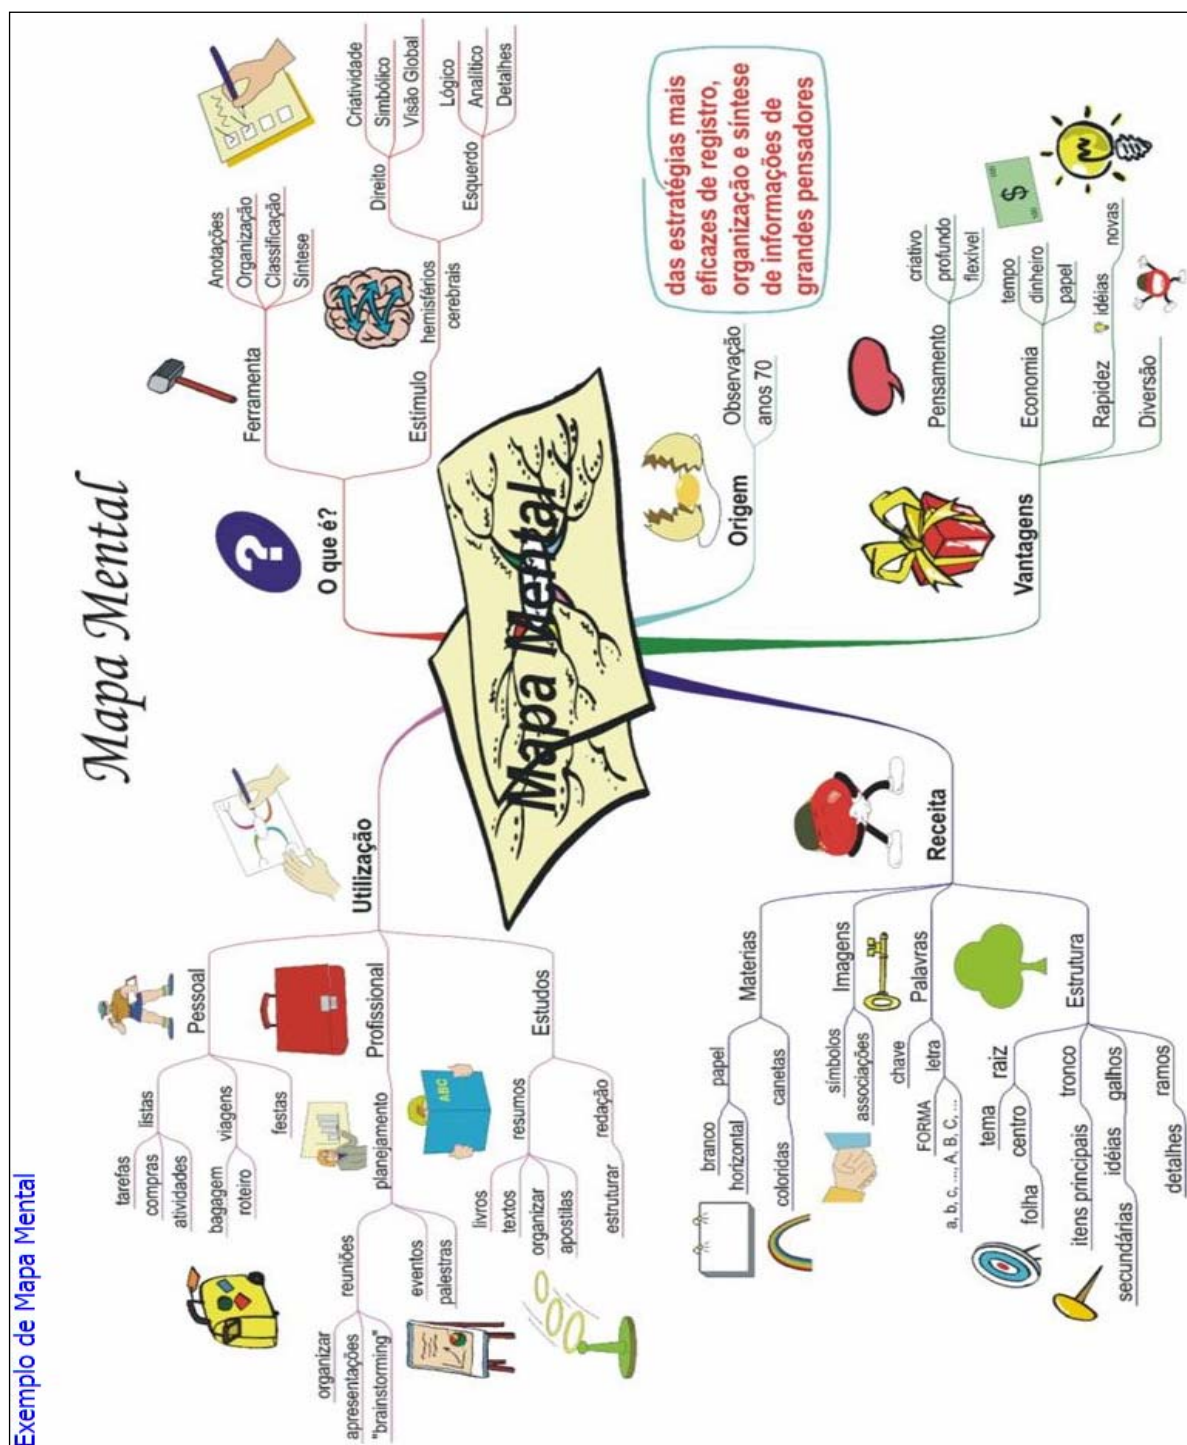 Exemplo de Mapa Mental
Mapa Mental
Mapa Mental
O que é?
Ferramenta
Anotações
Organização
Classificação
Síntese
Estímulo
hemisférios
cerebrais
Direito
Criatividade
Simbólico
Visão Global
Esquerdo
Lógico
Analítico
Detalhes
Origem
Observação
anos 70
das estratégias mais
eficazes de registro,
organização e síntese
de informações de
grandes pensadores
Vantagens
Pensamento
criativo
profundo
flexível
Economia
tempo
dinheiro
papel
$
Rapidez
idéias
novas
Diversão
Receita
Materias
papel
branco
horizontal
canetas
coloridas
Imagens
símbolos
associações
Palavras
chave
letra
FORMA
a, b, c, ..., A, B, C, ...
Estrutura
raiz
tema
centro
folha
tronco
itens principais
galhos
idéias
secundárias
ramos
detalhes
Utilização
Pessoal
listas
tarefas
compras
atividades
viagens
bagagem
roteiro
festas
Profissional
planejamento
reuniões
organizar
apresentações
"brainstorming"
eventos
palestras
Estudos
ABC
resumos
livros
textos
organizar
apostilas
redação
estruturar